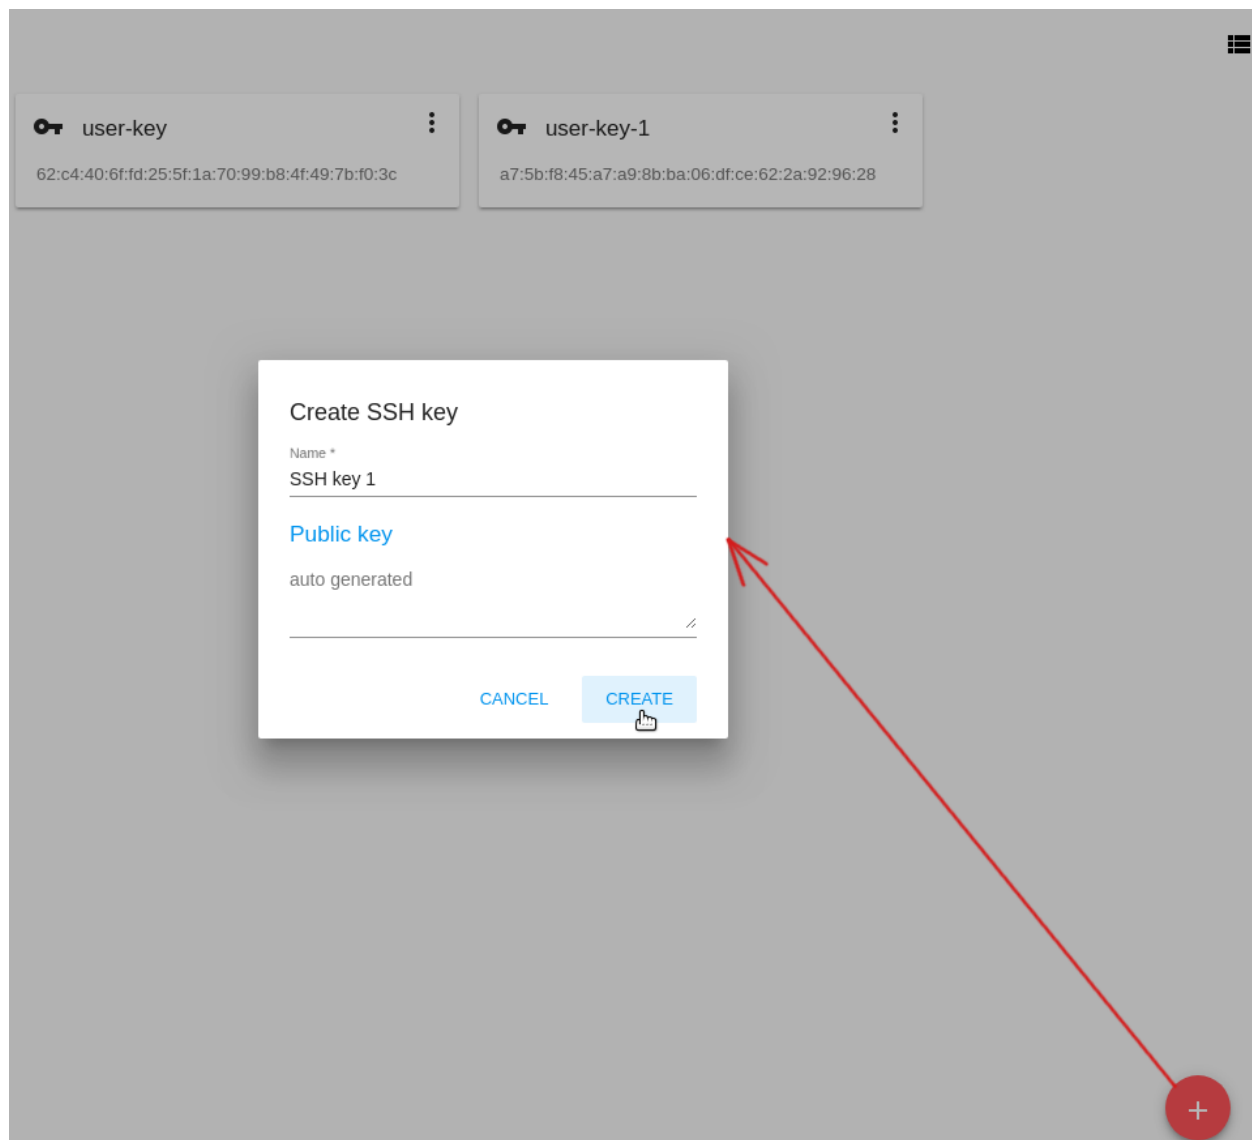 user-key
62:c4:40:6f:fd:25:5f:1a:70:99:b8:4f:49:7b:f0:3c
user-key-1
a7:5b:f8:45:a7:a9:8b:ba:06:df:ce:62:2a:92:96:28
Create SSH key
Name *
SSH key 1
Public key
auto generated
CANCEL CREATE